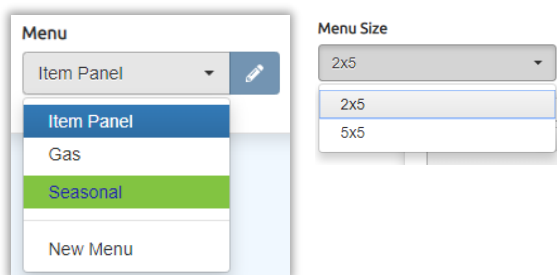 Menu
Item Panel
Item Panel
Gas
Seasonal
New Menu
Menu Size
2x5
2x5
5x5